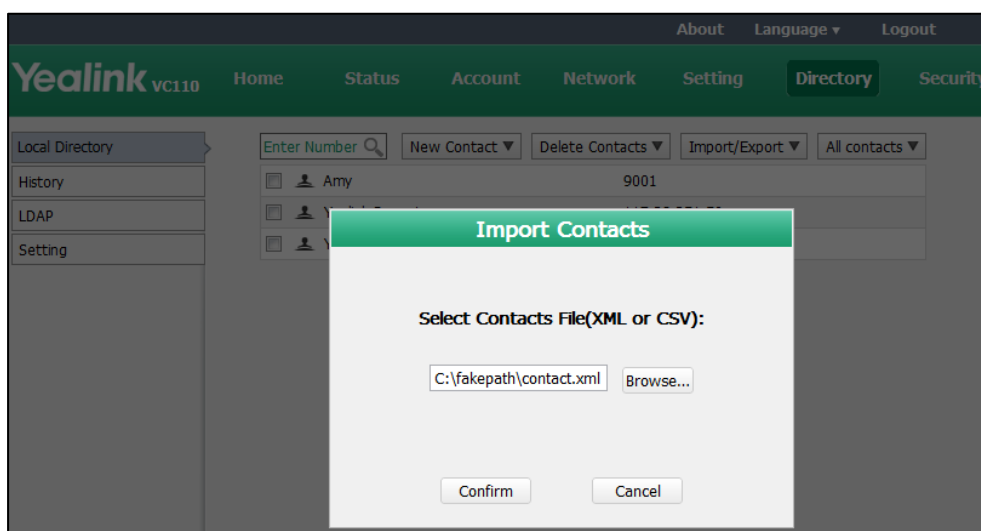 About Language ▾ Logout
Yealink VC110 Home Status Account Network Setting Directory Security
Local Directory Enter Number New Contact ▼ Delete Contacts ▼ Import/Export ▼ All contacts ▼
History Amy 9001
LDAP
Setting
Import Contacts
Select Contacts File(XML or CSV):
C:\fakepath\contact.xml Browse...
Confirm Cancel